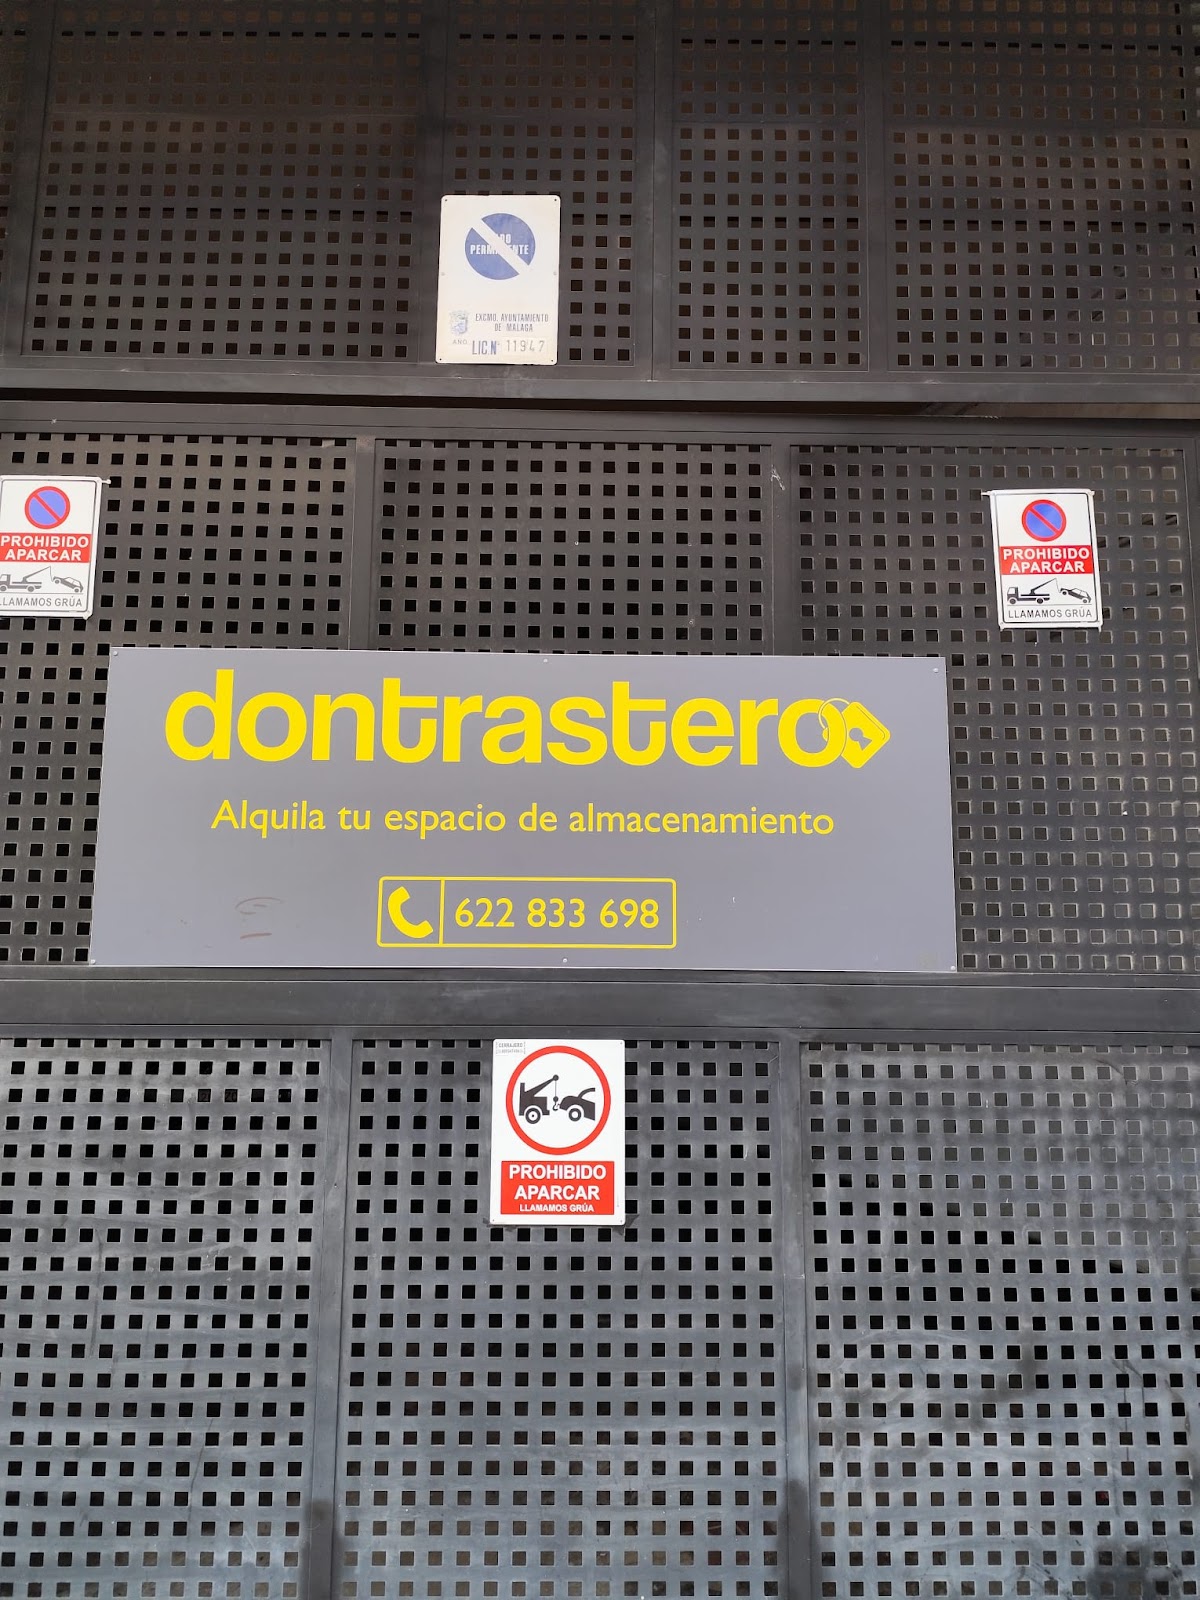 VADO
PERMANENTE
EXCMO. AYUNTAMIENTO
DE MALAGA
AÑO.
LIC.Nº 11947
PROHIBIDO
APARCAR
LLAMAMOS GRÚA
PROHIBIDO
APARCAR
LLAMAMOS GRÚA
dontrastero
Alquila tu espacio de almacenamiento
622 833 698
PROHIBIDO
APARCAR
LLAMAMOS GRÚA